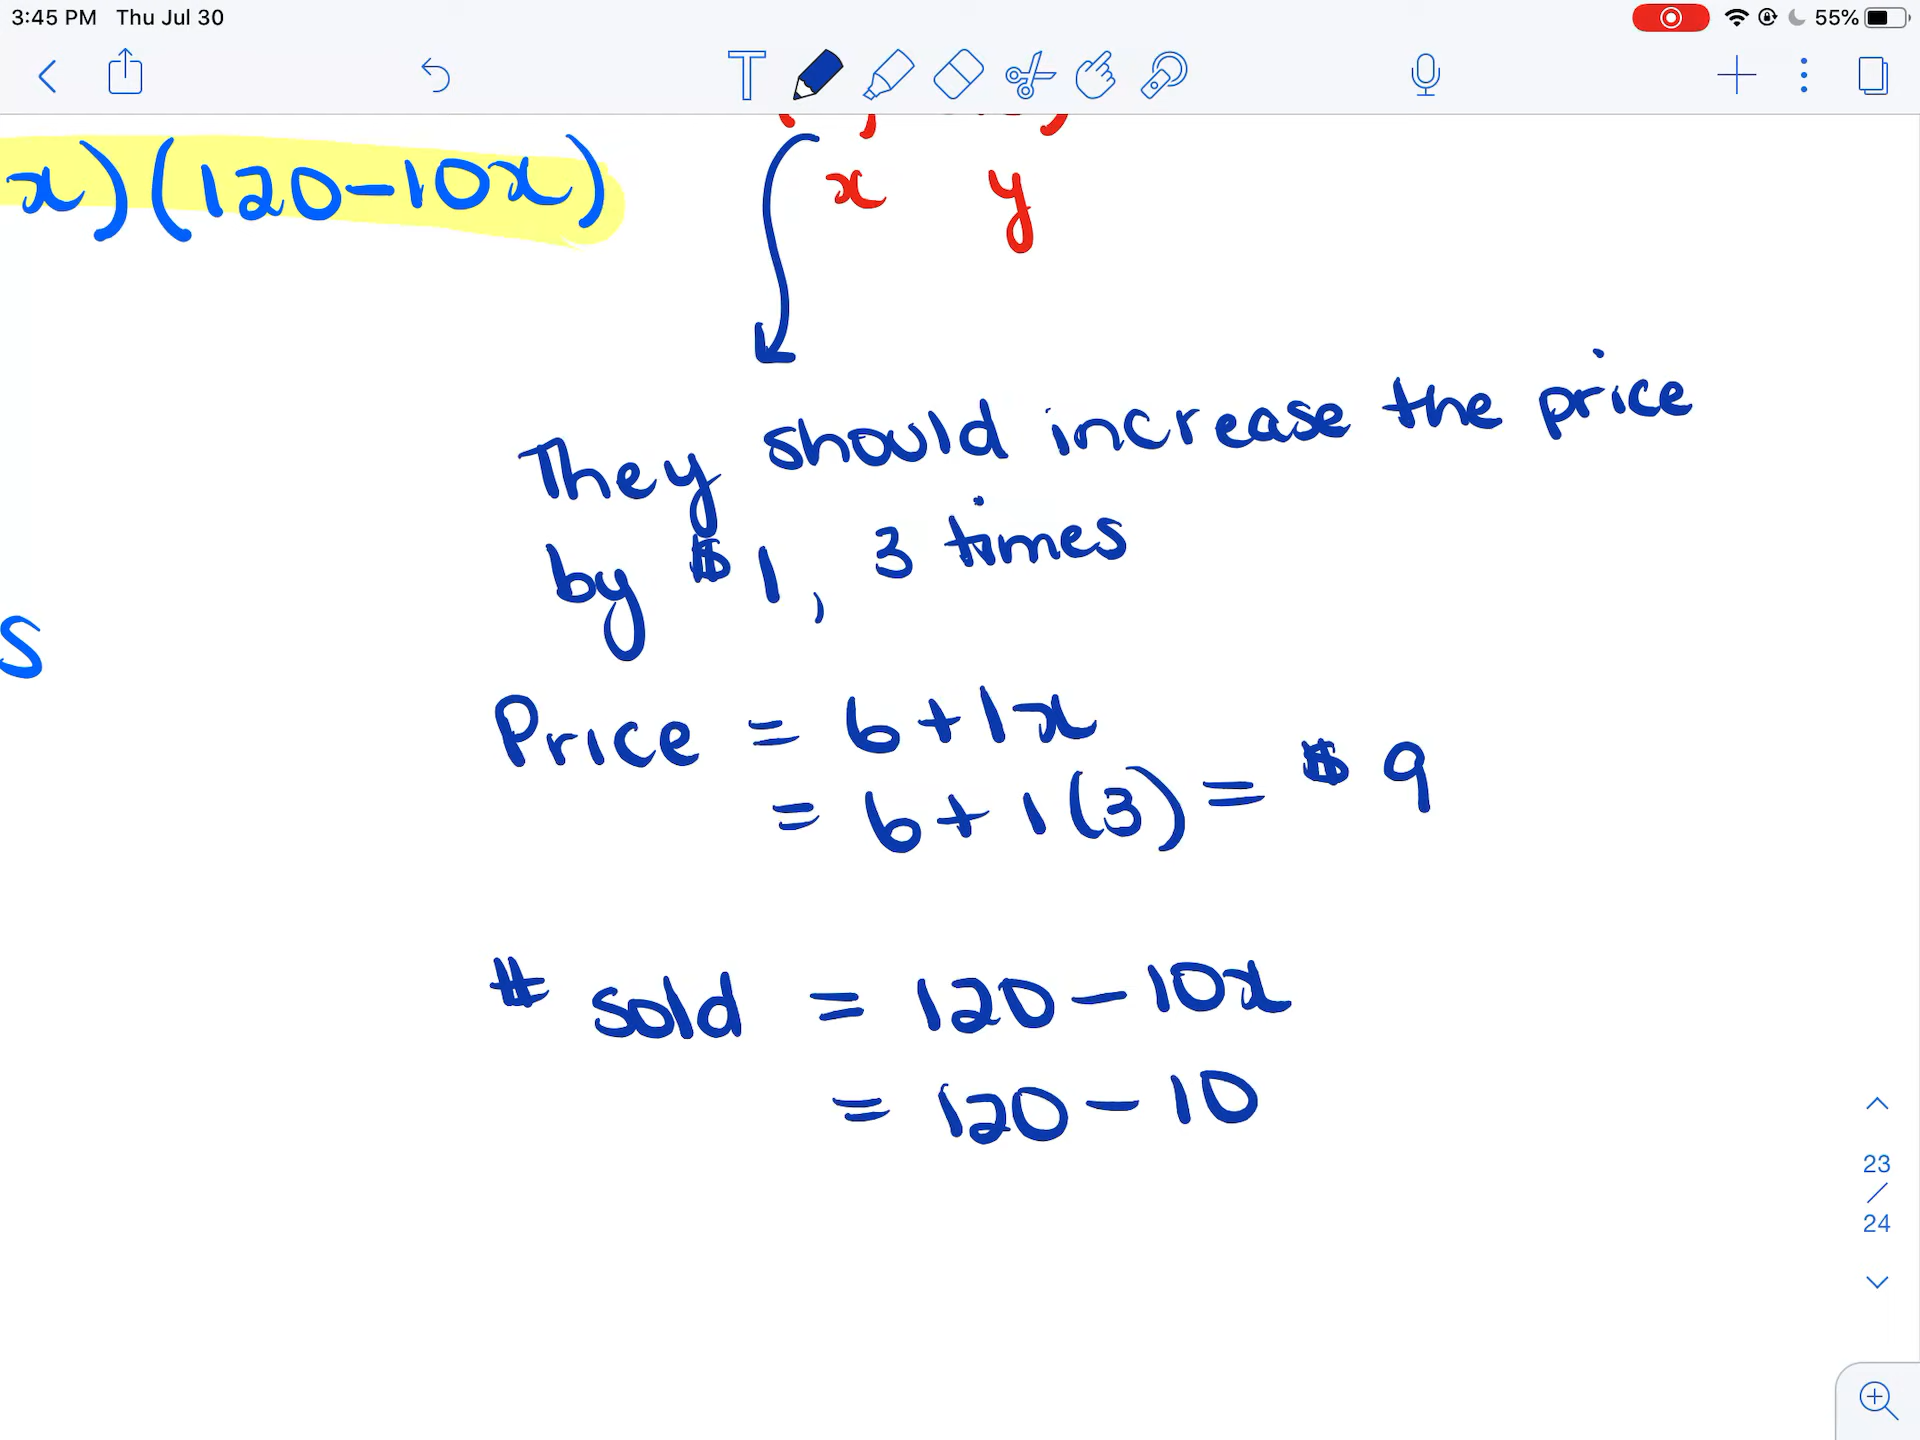 3:45 PM Thu Jul 30
55%
T
x)(120-10x)
x y
They should increase the price
by $1, 3 times
s
Price = 6+1x
= 6+1(3) = $9
# sold = 120-10x
= 120-10
23
/
24